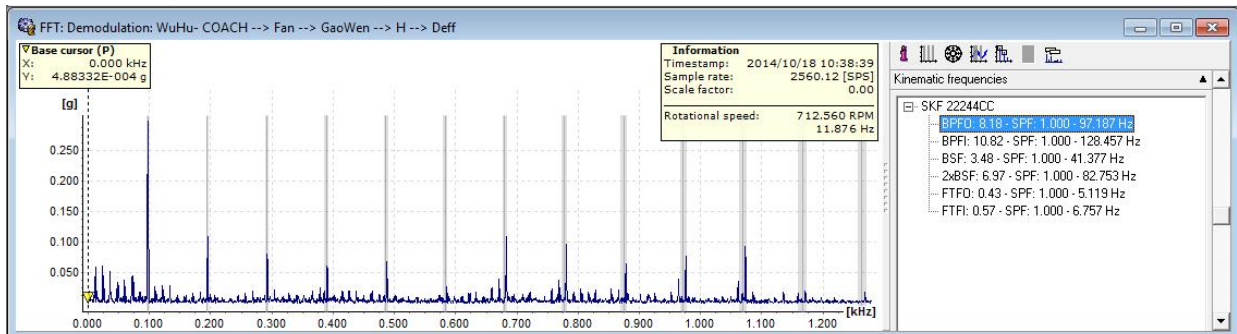 FFT: Demodulation: WuHu- COACH --> Fan --> GaoWen --> H --> Deff
Base cursor (P)
X: 0.000 kHz
Y: 4.88332E-004 g
Information
Timestamp: 2014/10/18 10:38:39
Sample rate: 2560.12 [SPS]
Scale factor: 0.00
Rotational speed: 712.560 RPM
11.876 Hz
[g]
0.250
0.200
0.150
0.100
0.050
0.000 0.100 0.200 0.300 0.400 0.500 0.600 0.700 0.800 0.900 1.000 1.100 1.200 [kHz]
Kinematic frequencies
SKF 22244CC
BPFO: 8.18 - SPF: 1.000 - 97.187 Hz
BPFI: 10.82 - SPF: 1.000 - 128.457 Hz
BSF: 3.48 - SPF: 1.000 - 41.377 Hz
2xBSF: 6.97 - SPF: 1.000 - 82.753 Hz
FTFO: 0.43 - SPF: 1.000 - 5.119 Hz
FTFI: 0.57 - SPF: 1.000 - 6.757 Hz